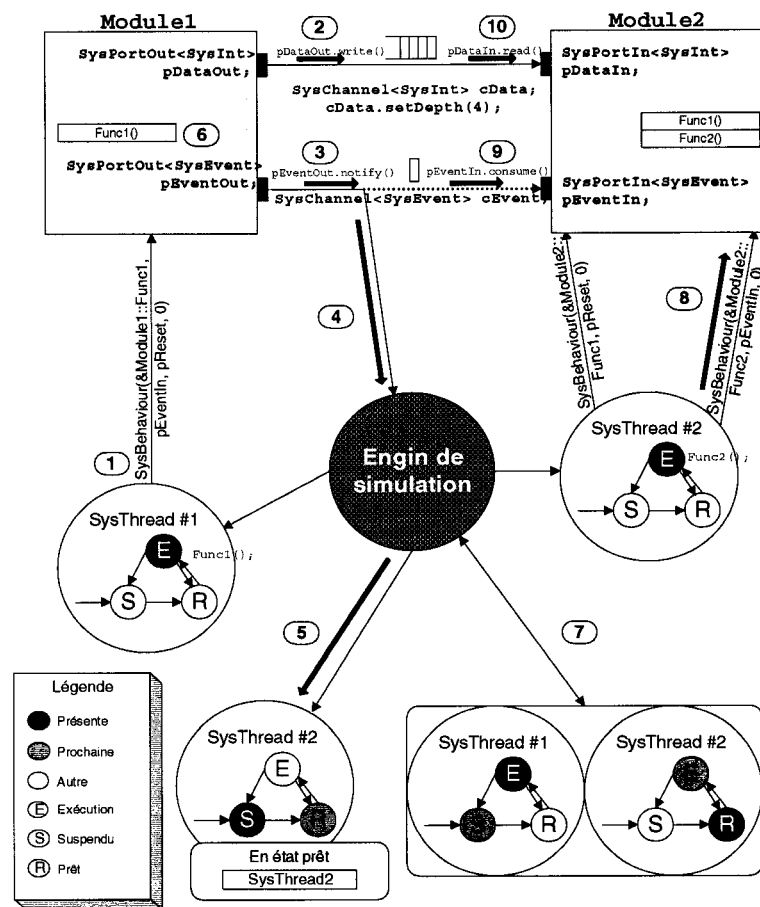 Module1
2
10
Module2
SysPortOut<SysInt>
pDataOut;
pDataOut.write()
pDataIn.read()
SysPortIn<SysInt>
pDataIn;
SysChannel<SysInt> cData;
cData.setDepth(4);
Func1()
6
Func1()
Func2()
3
9
SysPortOut<SysEvent>
pEventOut;
pEventOut.notify()
pEventIn.consume()
SysPortIn<SysEvent>
pEventIn;
SysChannel<SysEvent> cEvent;
SysBehaviour(&Module1::Func1,
pEventIn, pReset, 0)
4
SysBehaviour(&Module2::
Func1, pReset, 0)
8
SysBehaviour(&Module2::
Func2, pEventIn, 0)
1
Engin de
simulation
SysThread #2
E
Func2();
S
R
SysThread #1
E
Func1();
S
R
5
7
Légende
Présente
Prochaine
Autre
E
Exécution
S
Suspendu
R
Prêt
SysThread #2
E
S
R
En état prêt
SysThread2
SysThread #1
E
S
R
SysThread #2
E
S
R